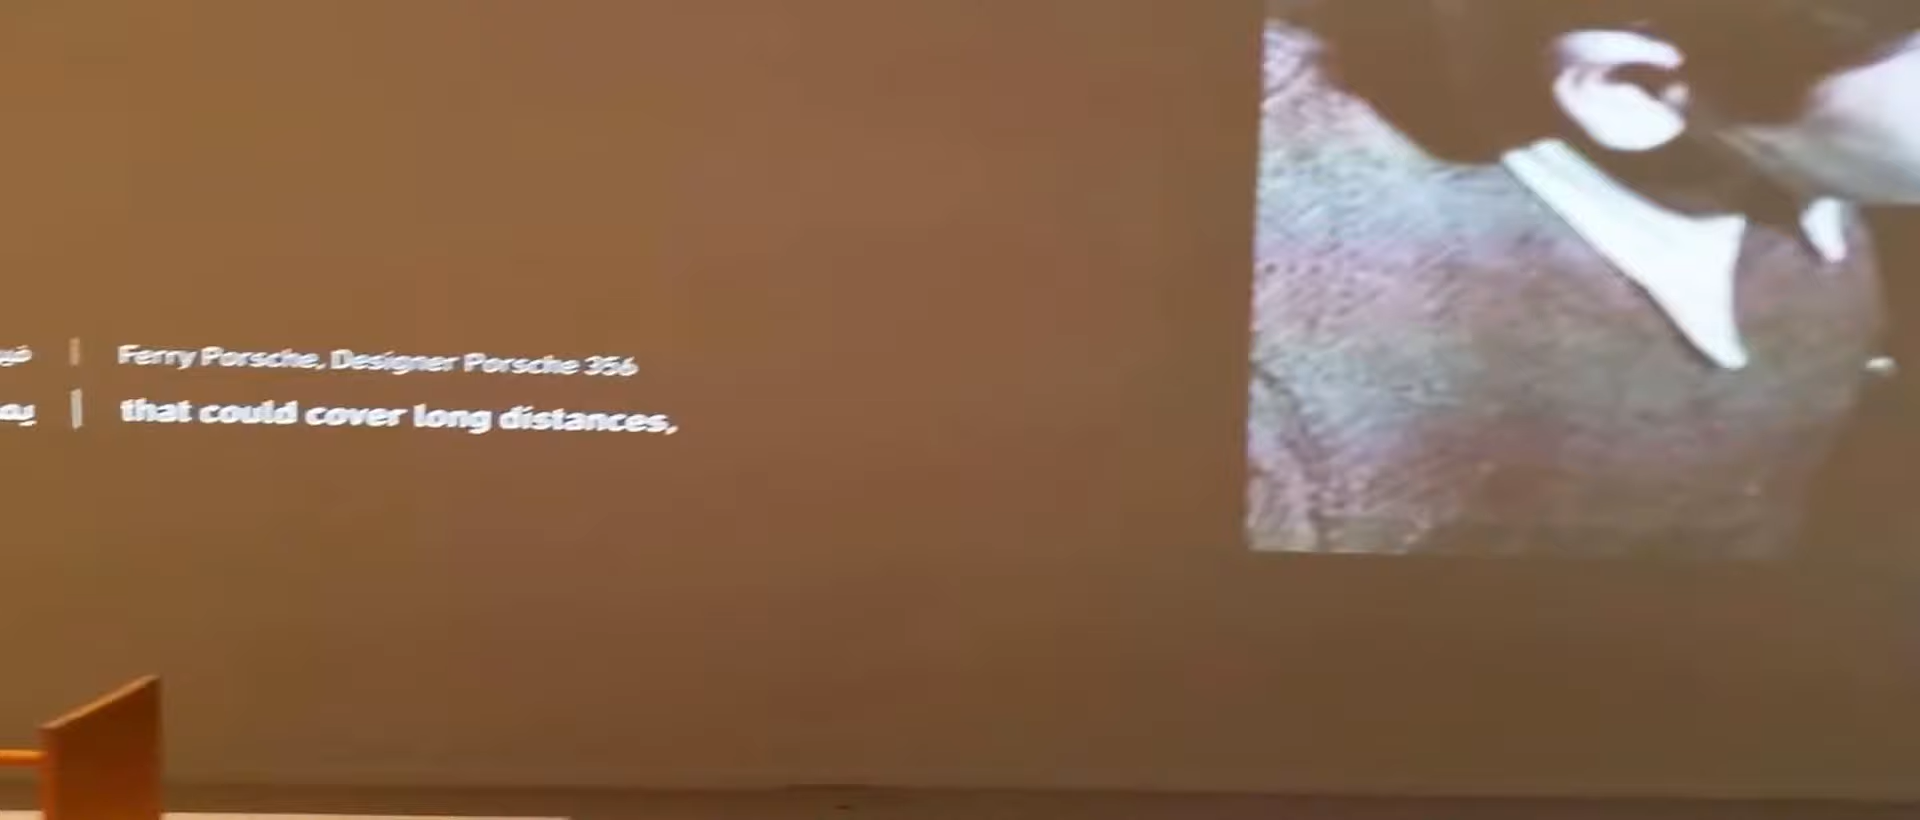 Ferry Porsche, Designer Porsche 356
that could cover long distances,